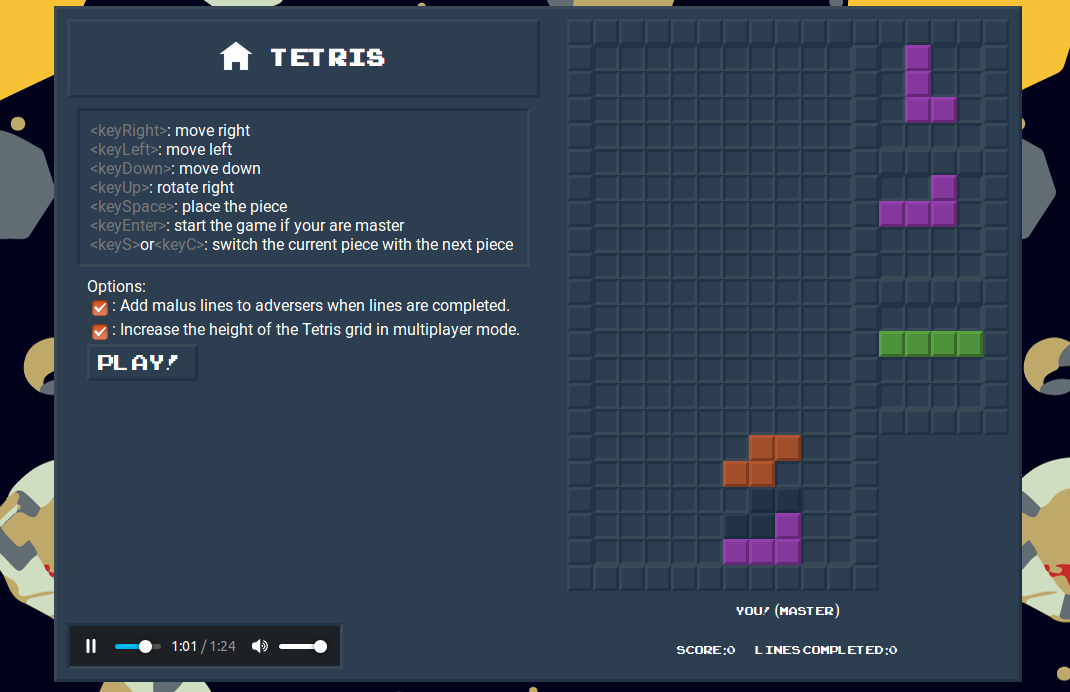 TETRIS
<keyRight>: move right
<keyLeft>: move left
<keyDown>: move down
<keyUp>: rotate right
<keySpace>: place the piece
<keyEnter>: start the game if your are master
<keyS>or<keyC>: switch the current piece with the next piece
Options:
: Add malus lines to adversers when lines are completed.
: Increase the height of the Tetris grid in multiplayer mode.
PLAY!
YOU! (MASTER)
SCORE:0 LINES COMPLETED:0
1:01 / 1:24